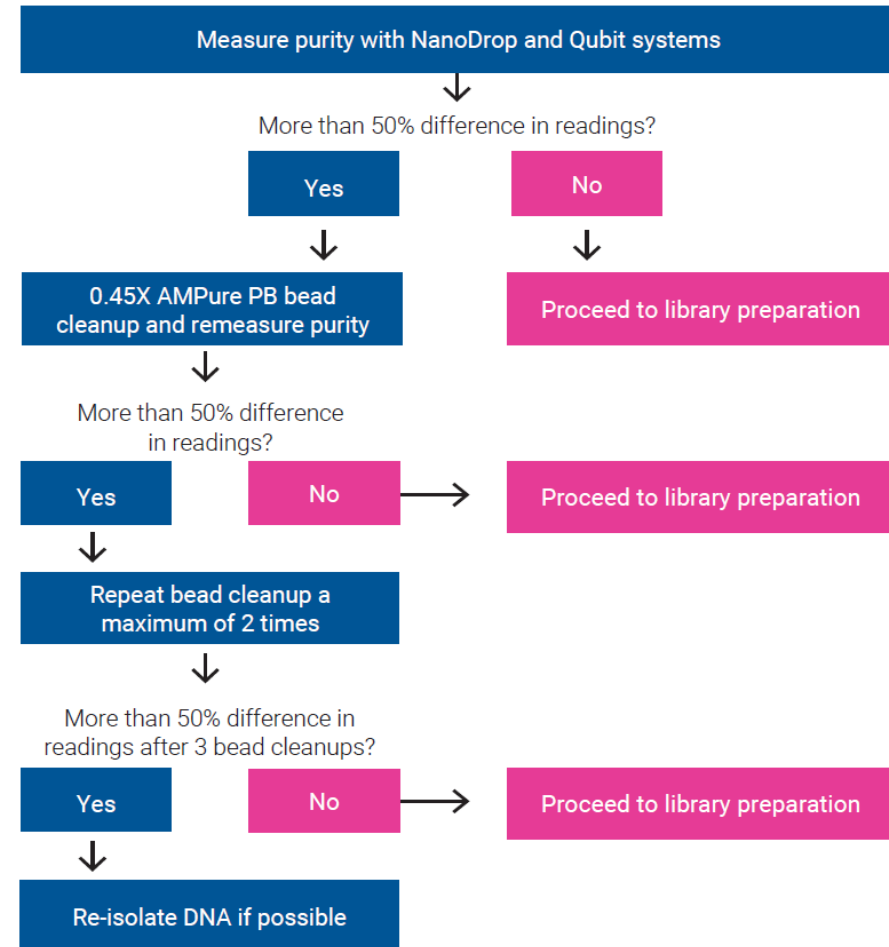 Measure purity with NanoDrop and Qubit systems
More than 50% difference in readings?
Yes
No
0.45X AMPure PB bead
cleanup and remeasure purity
Proceed to library preparation
More than 50% difference
in readings?
Yes
No
Proceed to library preparation
Repeat bead cleanup a
maximum of 2 times
More than 50% difference in
readings after 3 bead cleanups?
Yes
No
Proceed to library preparation
Re-isolate DNA if possible